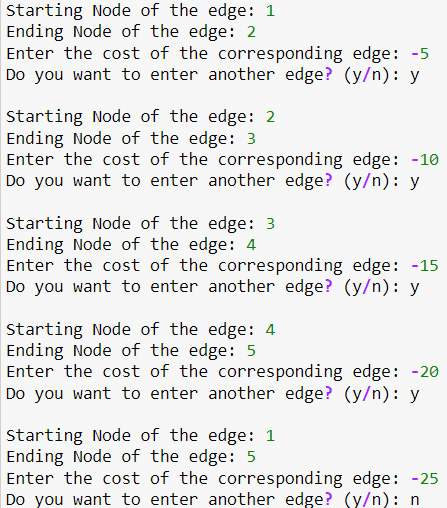 Starting Node of the edge: 1
Ending Node of the edge: 2
Enter the cost of the corresponding edge: -5
Do you want to enter another edge? (y/n): y
Starting Node of the edge: 2
Ending Node of the edge: 3
Enter the cost of the corresponding edge: -10
Do you want to enter another edge? (y/n): y
Starting Node of the edge: 3
Ending Node of the edge: 4
Enter the cost of the corresponding edge: -15
Do you want to enter another edge? (y/n): y
Starting Node of the edge: 4
Ending Node of the edge: 5
Enter the cost of the corresponding edge: -20
Do you want to enter another edge? (y/n): y
Starting Node of the edge: 1
Ending Node of the edge: 5
Enter the cost of the corresponding edge: -25
Do you want to enter another edge? (y/n): n